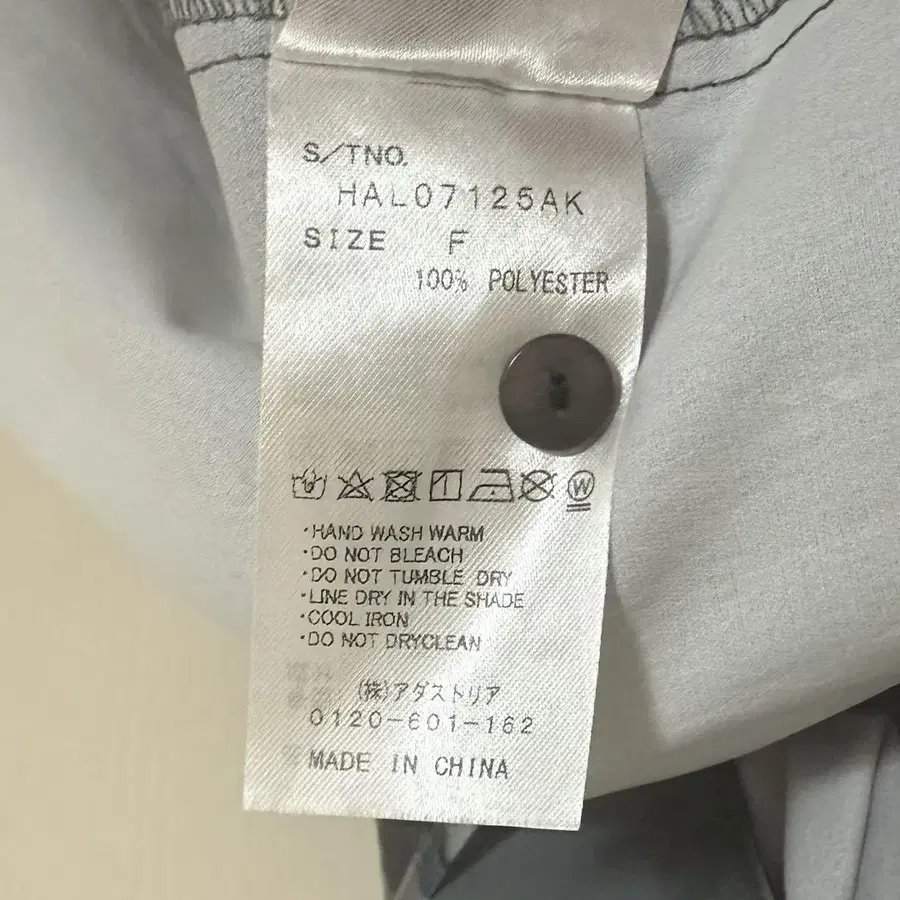 S/TNO.
HAL07125AK
SIZE F
100% POLYESTER
W
・HAND WASH WARM
・DO NOT BLEACH
・DO NOT TUMBLE DRY
・LINE DRY IN THE SHADE
・COOL IRON
・DO NOT DRYCLEAN
(株)アダストリア
0120-601-162
MADE IN CHINA